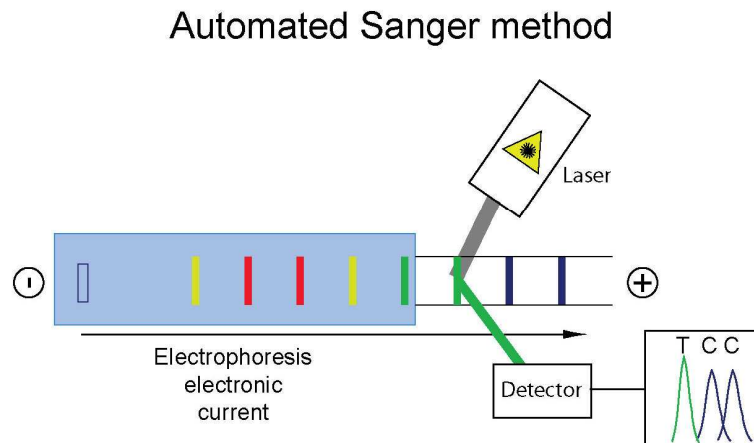 Automated Sanger method
Laser
-
+
Electrophoresis
electronic
current
Detector
T C C